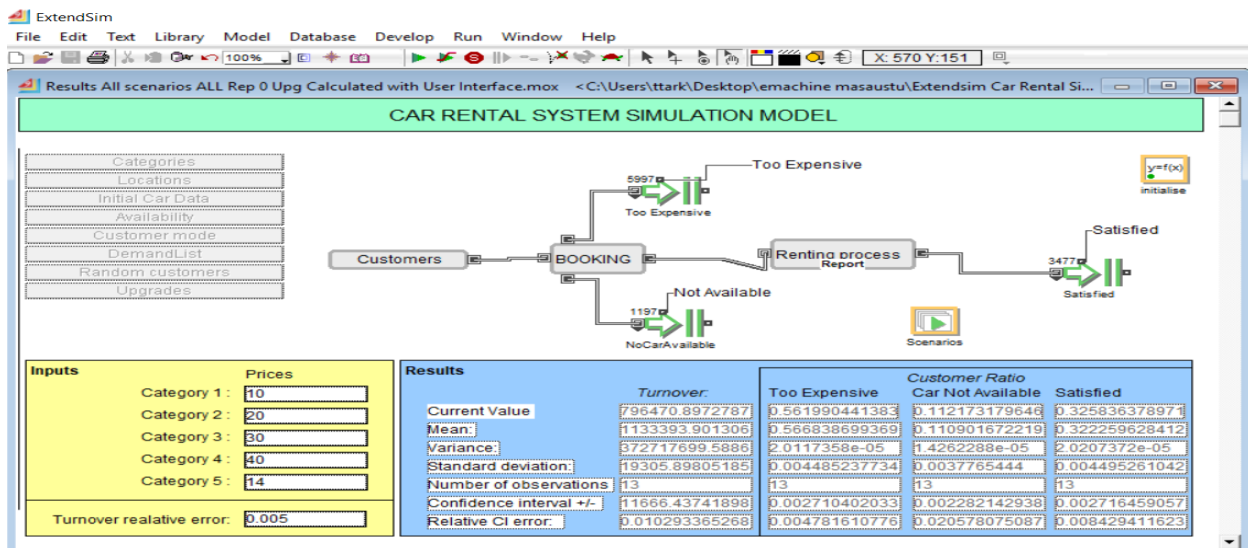 ExtendSim
File Edit Text Library Model Database Develop Run Window Help
100% X: 570 Y:151
Results All scenarios ALL Rep 0 Upg Calculated with User Interface.mox <C:\Users\ttark\Desktop\emachine masaustu\Extendsim Car Rental Si...
CAR RENTAL SYSTEM SIMULATION MODEL
Categories
Locations
Initial Car Data
Availability
Customer mode
DemandList
Random customers
Upgrades
Too Expensive
5997
Too Expensive
y=f(x)
initialise
Customers
BOOKING
Renting process
Report
Satisfied
3477
Satisfied
Not Available
1197
NoCarAvailable
Scenarios
Inputs
Prices
Category 1 : 10
Category 2 : 20
Category 3 : 30
Category 4 : 40
Category 5 : 14
Turnover realative error: 0.005
Results
Customer Ratio
Turnover: Too Expensive Car Not Available Satisfied
Current Value 796470.8972787 0.561990441383 0.112173179646 0.325836378971
Mean: 1133393.901306 0.566838699369 0.110901672219 0.322259628412
Variance: 372717699.5886 2.0117358e-05 1.4262288e-05 2.0207372e-05
Standard deviation: 19305.89805185 0.004485237734 0.0037765444 0.004495261042
Number of observations 13 13 13 13
Confidence interval +/- 11666.43741898 0.002710402033 0.002282142938 0.002716459057
Relative CI error: 0.010293365268 0.004781610776 0.020578075087 0.008429411623